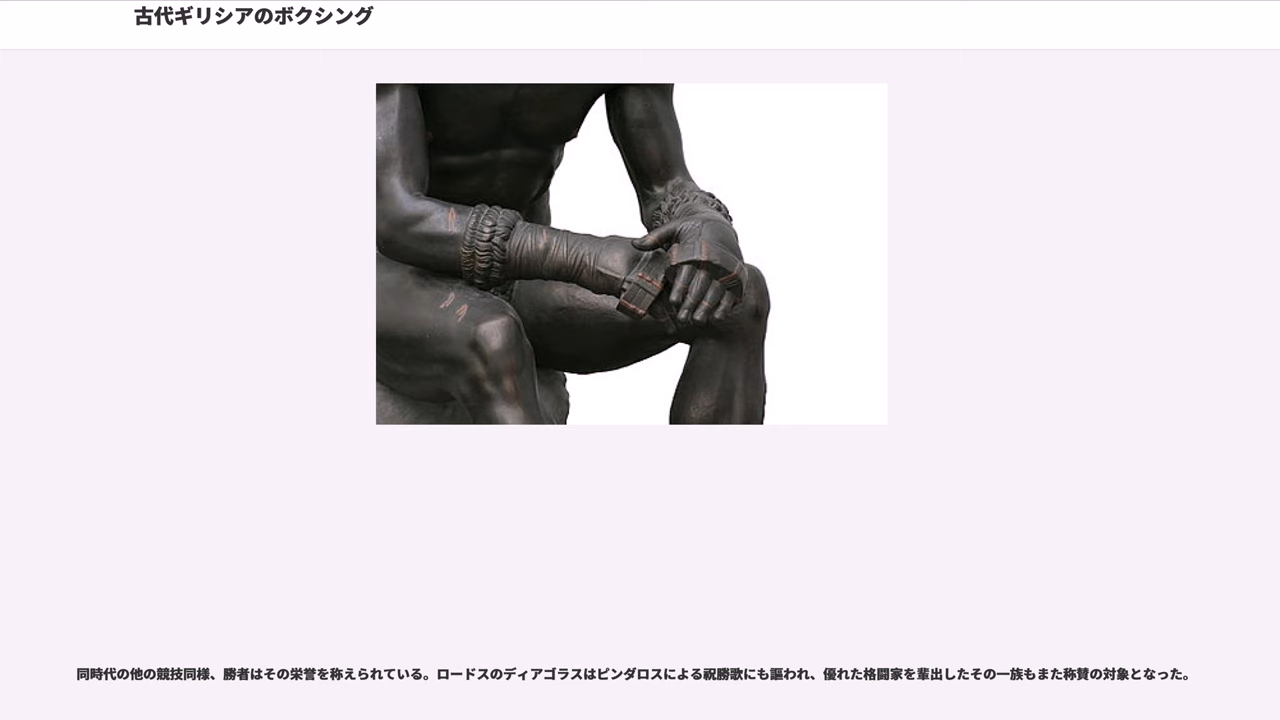 古代ギリシアのボクシング
同時代の他の競技同様、勝者はその栄誉を称えられている。ロードスのディアゴラスはピンダロスによる祝勝歌にも謳われ、優れた格闘家を輩出したその一族もまた称賛の対象となった。